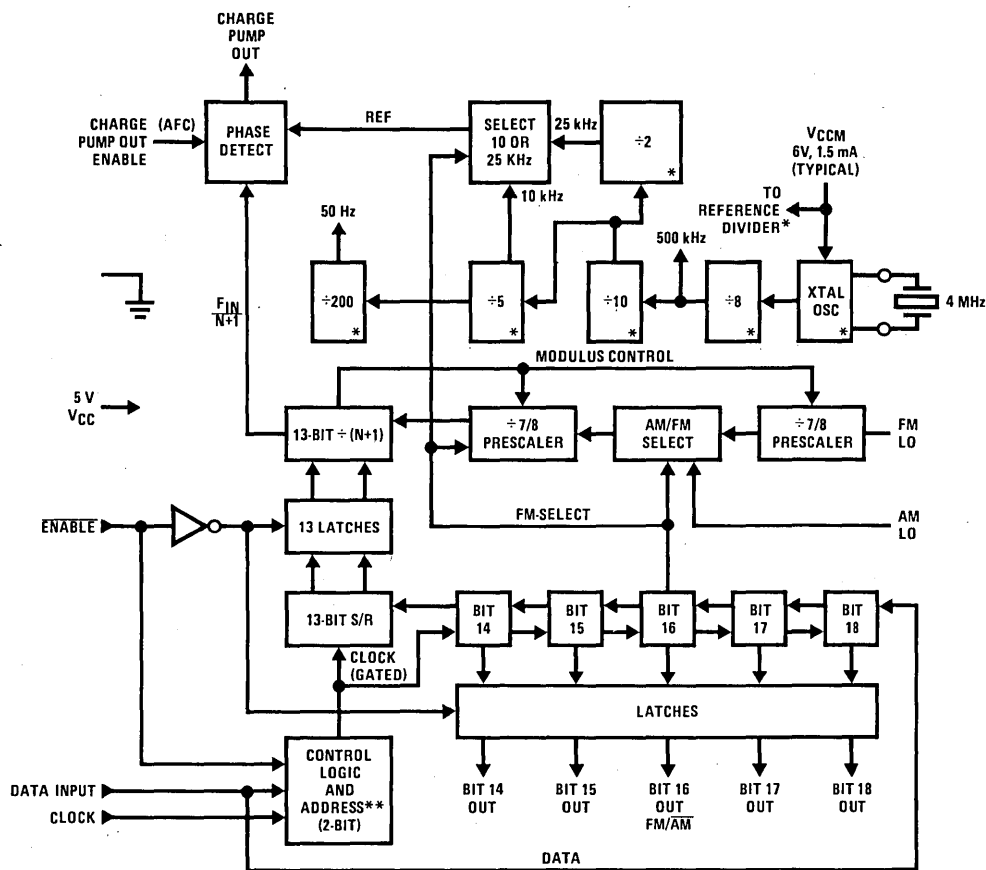 CHARGE
PUMP
OUT
CHARGE
PUMP OUT
ENABLE
(AFC)
PHASE
DETECT
REF
SELECT
10 OR
25 KHz
25 kHz
÷2
*
VCCM
6V, 1.5 mA
(TYPICAL)
TO
REFERENCE
DIVIDER*
10 kHz
50 Hz
500 kHz
÷200
*
÷5
*
÷10
*
÷8
*
XTAL
OSC
*
4 MHz
FIN
N+1
MODULUS CONTROL
5 V
VCC
13-BIT ÷ (N+1)
÷7/8
PRESCALER
AM/FM
SELECT
÷7/8
PRESCALER
FM
LO
ENABLE
13 LATCHES
FM-SELECT
AM
LO
13-BIT S/R
BIT
14
BIT
15
BIT
16
BIT
17
BIT
18
CLOCK
(GATED)
LATCHES
CONTROL
LOGIC
AND
ADDRESS**
(2-BIT)
DATA INPUT
CLOCK
BIT 14
OUT
BIT 15
OUT
BIT 16
OUT
FM/AM
BIT 17
OUT
BIT 18
OUT
DATA